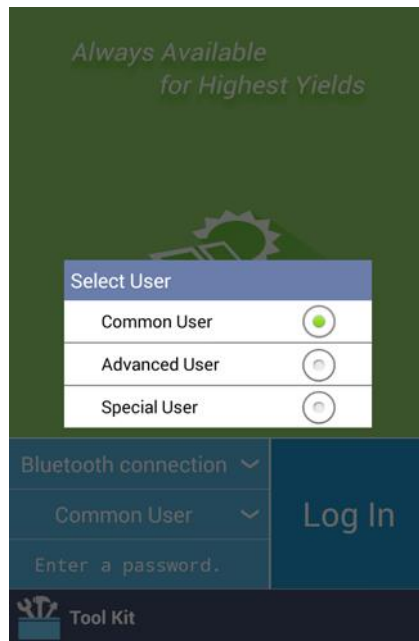 Always Available
for Highest Yields
Select User
Common User
Advanced User
Special User
Bluetooth connection
Common User
Log In
Enter a password.
Tool Kit